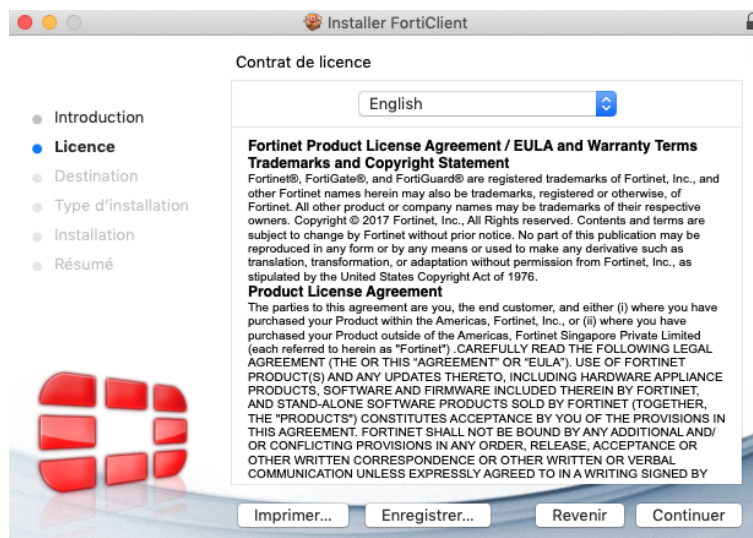 Installer FortiClient
Contrat de licence
English
Introduction
Licence
Destination
Type d'installation
Installation
Résumé
Fortinet Product License Agreement / EULA and Warranty Terms
Trademarks and Copyright Statement
Fortinet®, FortiGate®, and FortiGuard® are registered trademarks of Fortinet, Inc., and
other Fortinet names herein may also be trademarks, registered or otherwise, of
Fortinet. All other product or company names may be trademarks of their respective
owners. Copyright © 2017 Fortinet, Inc., All Rights reserved. Contents and terms are
subject to change by Fortinet without prior notice. No part of this publication may be
reproduced in any form or by any means or used to make any derivative such as
translation, transformation, or adaptation without permission from Fortinet, Inc., as
stipulated by the United States Copyright Act of 1976.
Product License Agreement
The parties to this agreement are you, the end customer, and either (i) where you have
purchased your Product within the Americas, Fortinet, Inc., or (ii) where you have
purchased your Product outside of the Americas, Fortinet Singapore Private Limited
(each referred to herein as "Fortinet") .CAREFULLY READ THE FOLLOWING LEGAL
AGREEMENT (THE OR THIS “AGREEMENT” OR “EULA”). USE OF FORTINET
PRODUCT(S) AND ANY UPDATES THERETO, INCLUDING HARDWARE APPLIANCE
PRODUCTS, SOFTWARE AND FIRMWARE INCLUDED THEREIN BY FORTINET,
AND STAND-ALONE SOFTWARE PRODUCTS SOLD BY FORTINET (TOGETHER,
THE "PRODUCTS") CONSTITUTES ACCEPTANCE BY YOU OF THE PROVISIONS IN
THIS AGREEMENT. FORTINET SHALL NOT BE BOUND BY ANY ADDITIONAL AND/
OR CONFLICTING PROVISIONS IN ANY ORDER, RELEASE, ACCEPTANCE OR
OTHER WRITTEN CORRESPONDENCE OR OTHER WRITTEN OR VERBAL
COMMUNICATION UNLESS EXPRESSLY AGREED TO IN A WRITING SIGNED BY
Imprimer... Enregistrer... Revenir Continuer